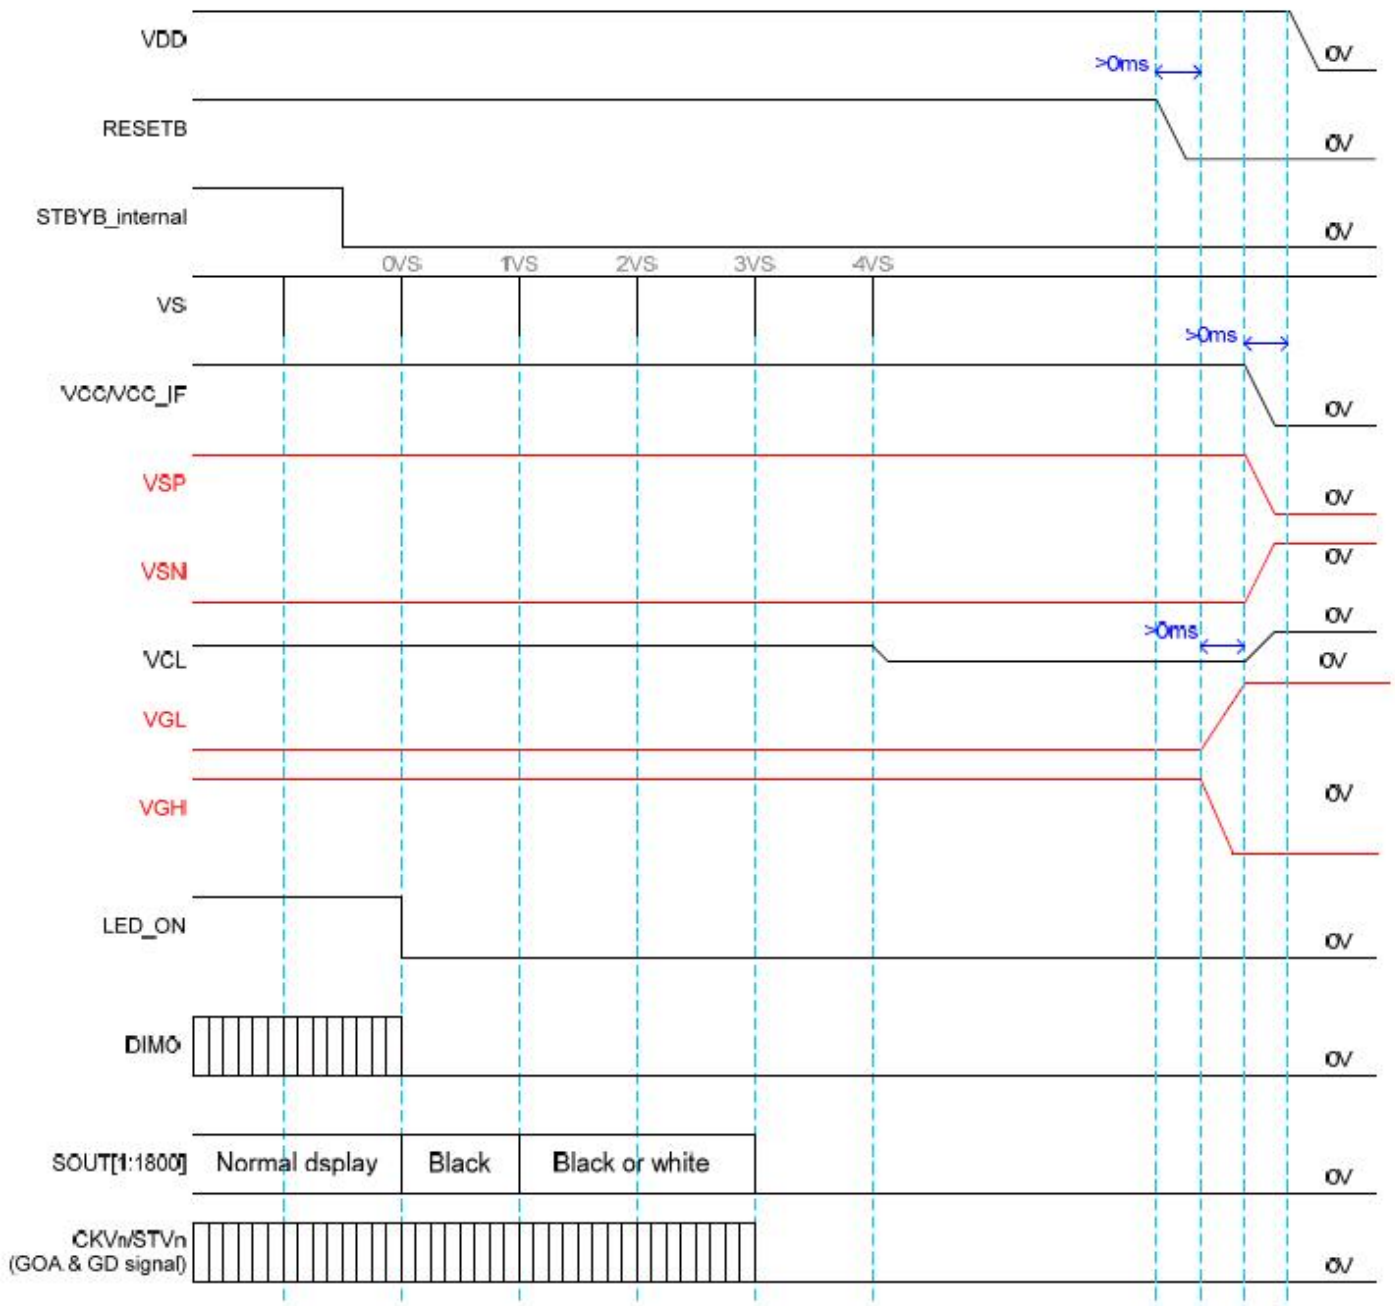 VDD
0V
>0ms
RESETB
0V
STBYB_internal
0V
0VS 1VS 2VS 3VS 4VS
VS
>0ms
VCC/VCC_IF
0V
VSP
0V
VSN
0V
0V
>0ms
VCL
0V
VGL
VGH
0V
LED_ON
0V
DIMO
0V
SOUT[1:1800] Normal dsplay Black Black or white
0V
CKVn/STVn
(GOA & GD signal)
0V